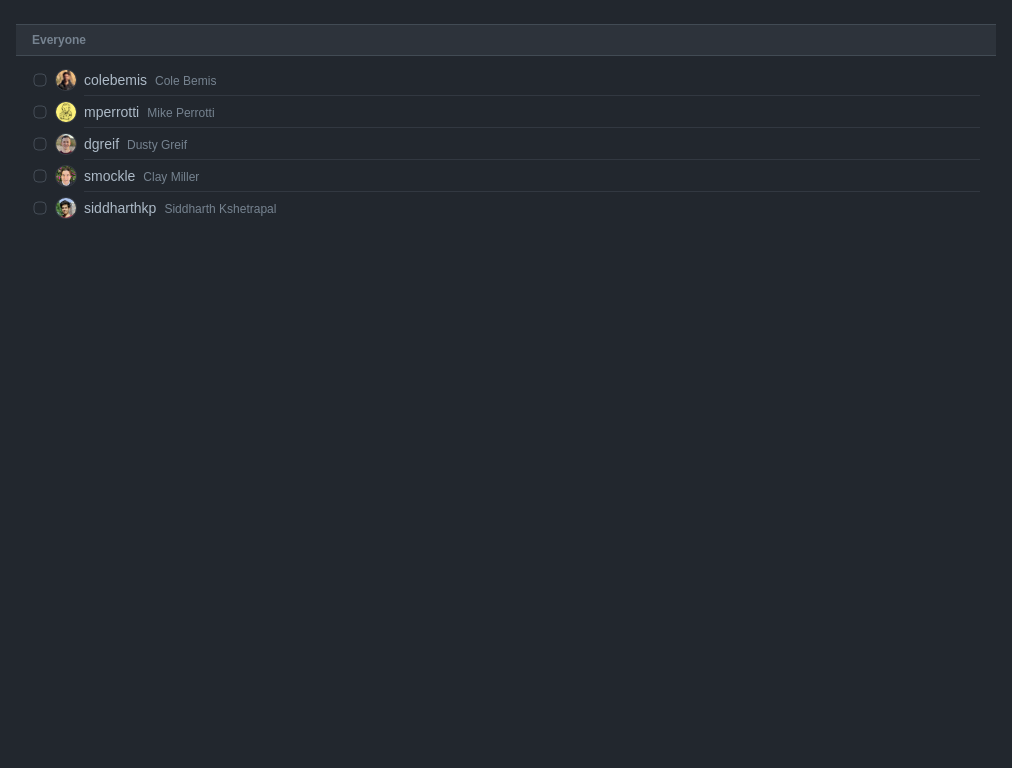 Everyone
colebemis Cole Bemis
mperrotti Mike Perrotti
dgreif Dusty Greif
smockle Clay Miller
siddharthkp Siddharth Kshetrapal